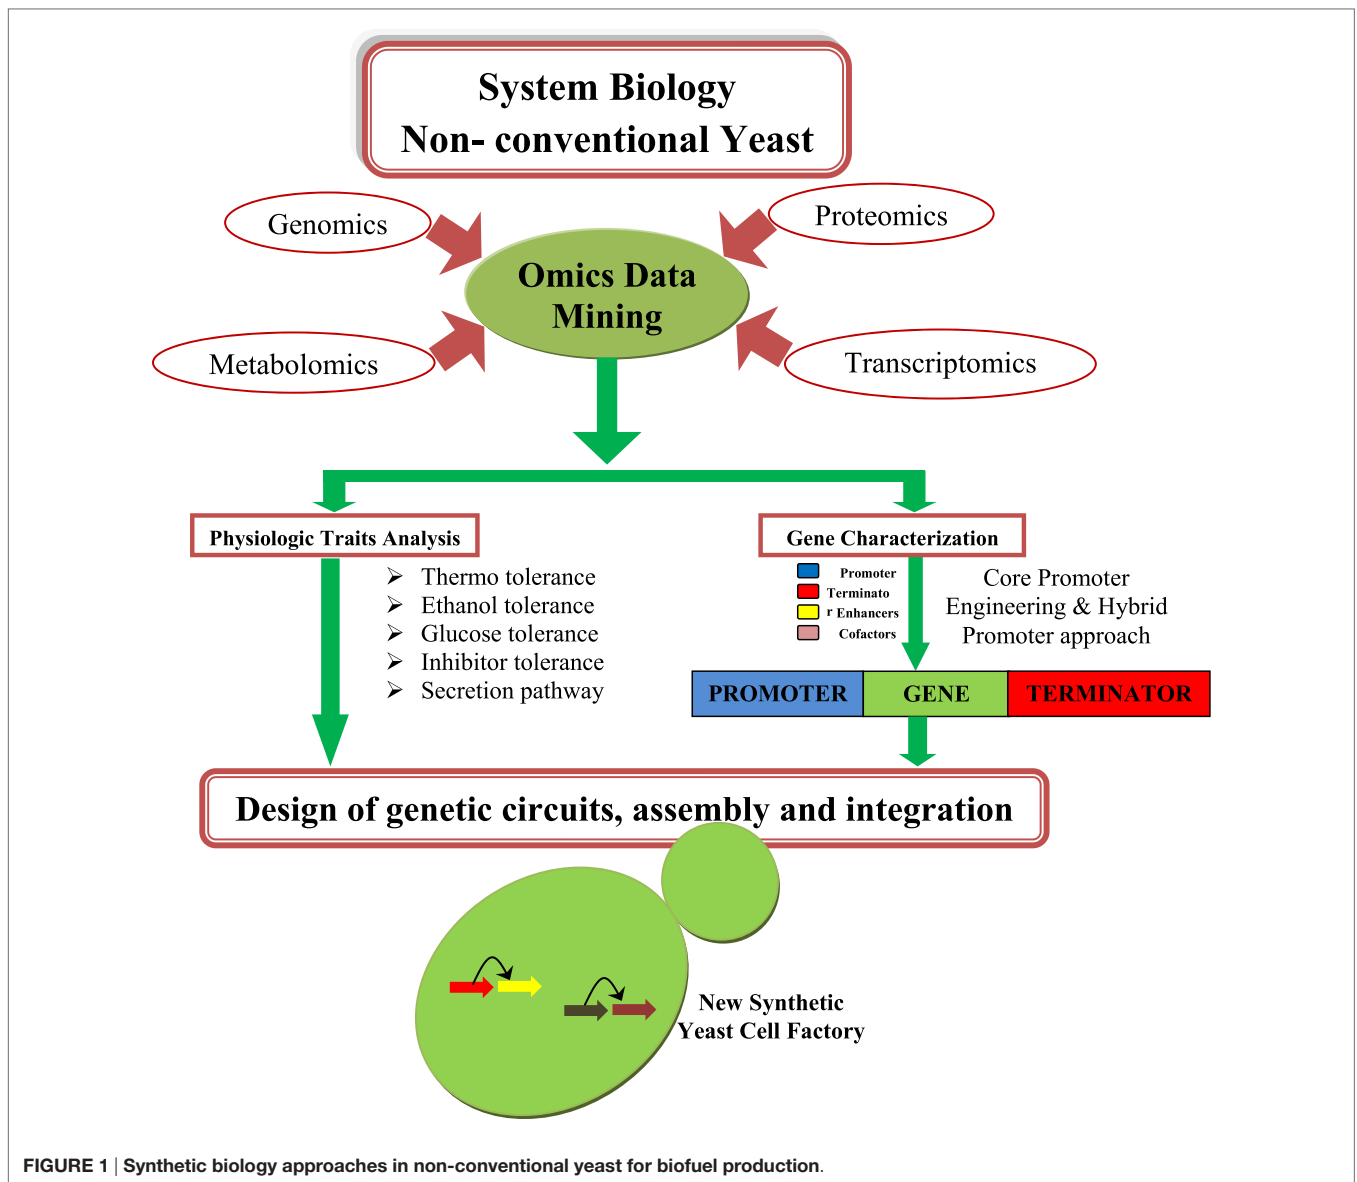 System Biology
Non- conventional Yeast
Genomics
Proteomics
Omics Data
Mining
Metabolomics
Transcriptomics
Physiologic Traits Analysis
➢ Thermo tolerance
➢ Ethanol tolerance
➢ Glucose tolerance
➢ Inhibitor tolerance
➢ Secretion pathway
Gene Characterization
Promoter
Terminato
r Enhancers
Cofactors
Core Promoter
Engineering & Hybrid
Promoter approach
PROMOTER GENE TERMINATOR
Design of genetic circuits, assembly and integration
New Synthetic
Yeast Cell Factory
FIGURE 1 | Synthetic biology approaches in non-conventional yeast for biofuel production.